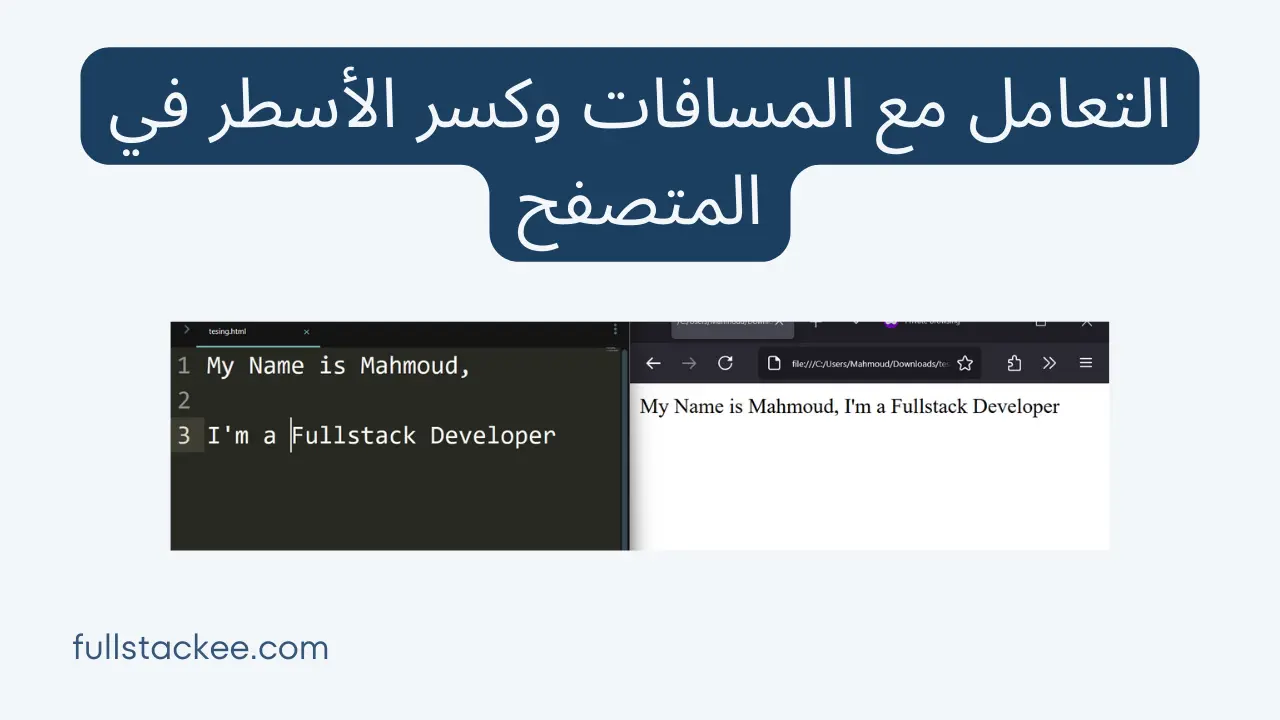 التعامل مع المسافات وكسر الأسطر في
المتصفح
tesing.html
1 My Name is Mahmoud,
2
3 I'm a Fullstack Developer
file:///C:/Users/Mahmoud/Downloads/tes
My Name is Mahmoud, I'm a Fullstack Developer
fullstackee.com